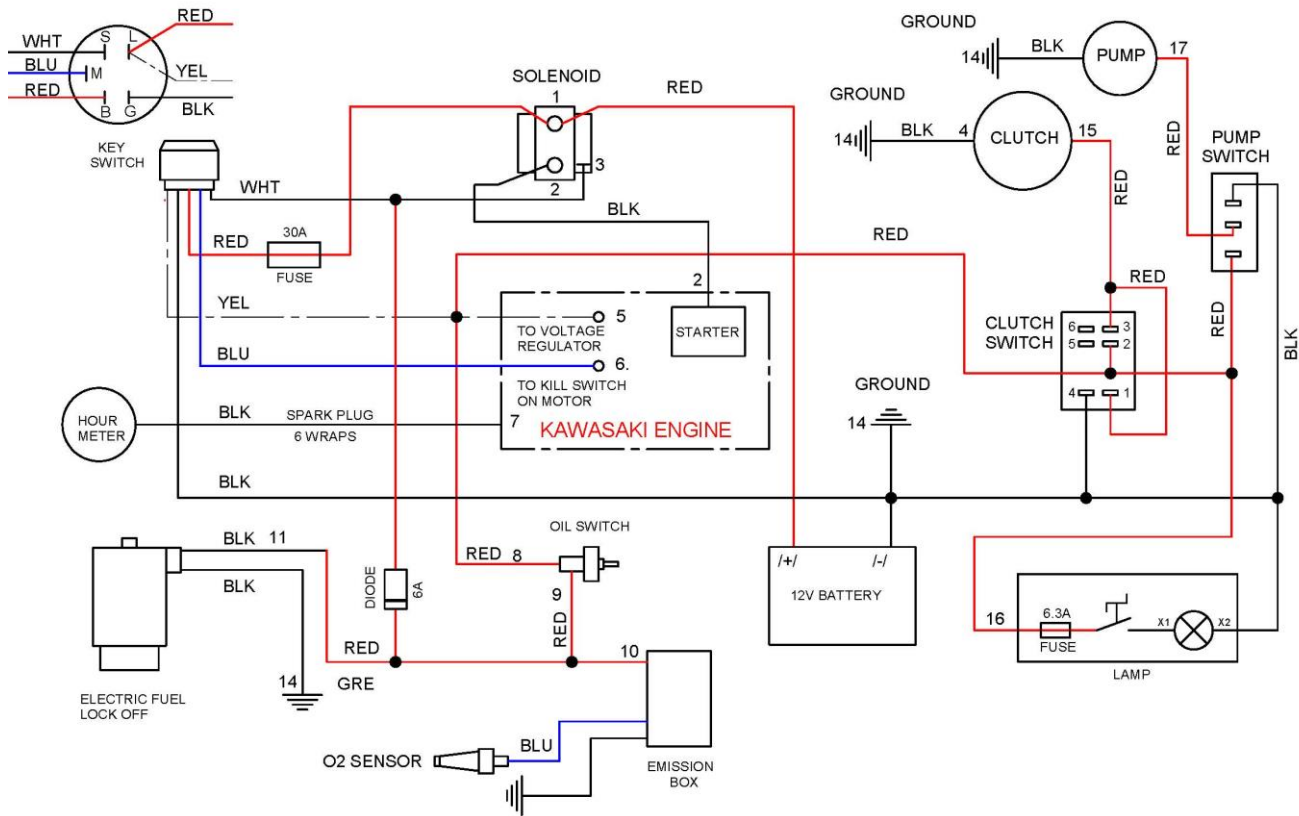 RED
S L
WHT
BLU
M
YEL
RED
B G
BLK
KEY
SWITCH
WHT
RED
30A
FUSE
YEL
BLU
SOLENOID
1
RED
3
2
BLK
2
STARTER
5
TO VOLTAGE
REGULATOR
6.
TO KILL SWITCH
ON MOTOR
7
KAWASAKI ENGINE
HOUR
METER
BLK
SPARK PLUG
6 WRAPS
BLK
GROUND
14
BLK
PUMP
17
GROUND
14
BLK
4
CLUTCH
15
RED
RED
PUMP
SWITCH
RED
RED
RED
BLK
CLUTCH
SWITCH
6 3
5 2
4 1
GROUND
14
/+/ /-/
12V BATTERY
16
6.3A
FUSE
X1
X2
LAMP
BLK 11
BLK
14
ELECTRIC FUEL
LOCK OFF
DIODE
6A
OIL SWITCH
RED 8
9
RED
RED
GRE
10
EMISSION
BOX
BLU
O2 SENSOR